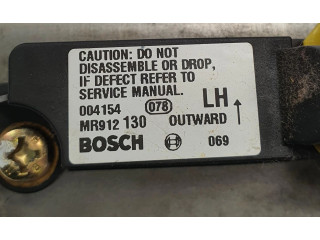 CAUTION: DO NOT
DISASSEMBLE OR DROP,
IF DEFECT REFER TO
SERVICE MANUAL.
004154 078 LH
MR912 130 OUTWARD
BOSCH 069